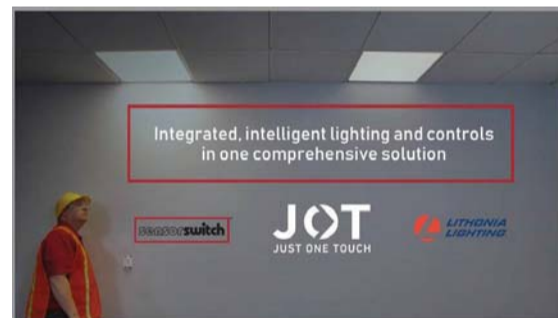 Integrated, intelligent lighting and controls
in one comprehensive solution
sensorswitch
JOT
JUST ONE TOUCH
LITHONIA
LIGHTING